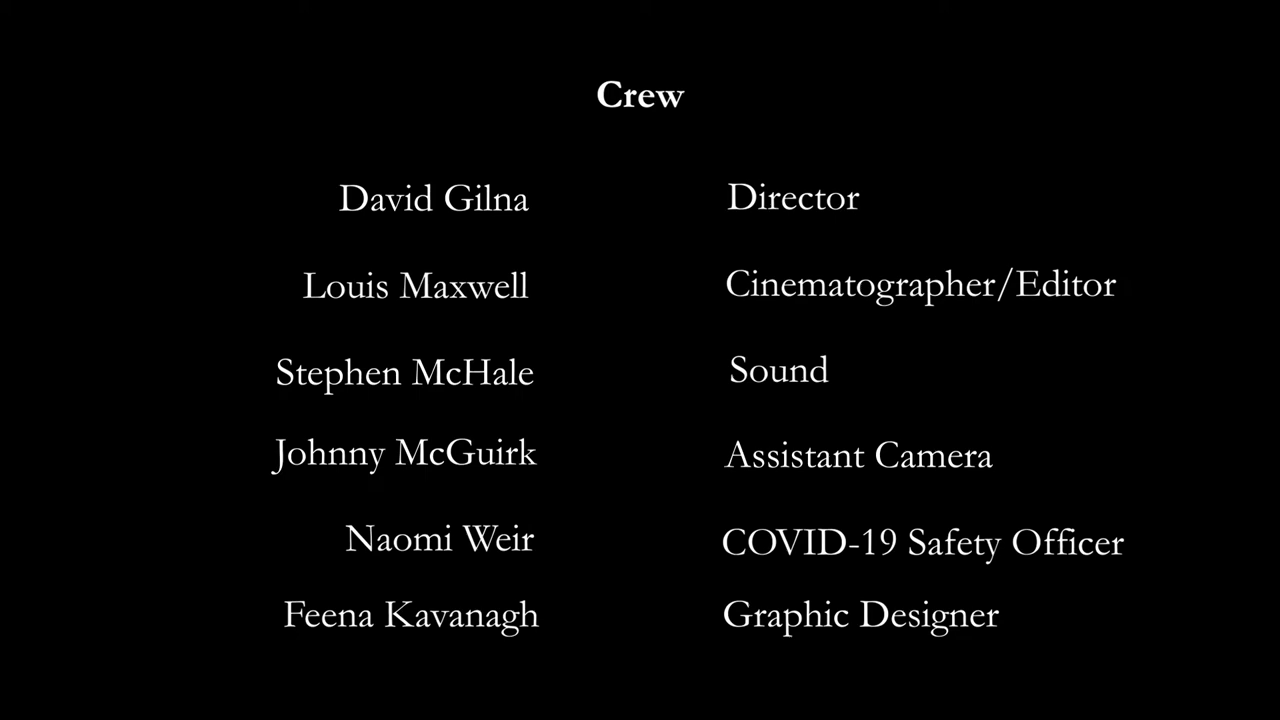 Crew
David Gilna Director
Louis Maxwell Cinematographer/Editor
Stephen McHale Sound
Johnny McGuirk Assistant Camera
Naomi Weir COVID-19 Safety Officer
Feena Kavanagh Graphic Designer